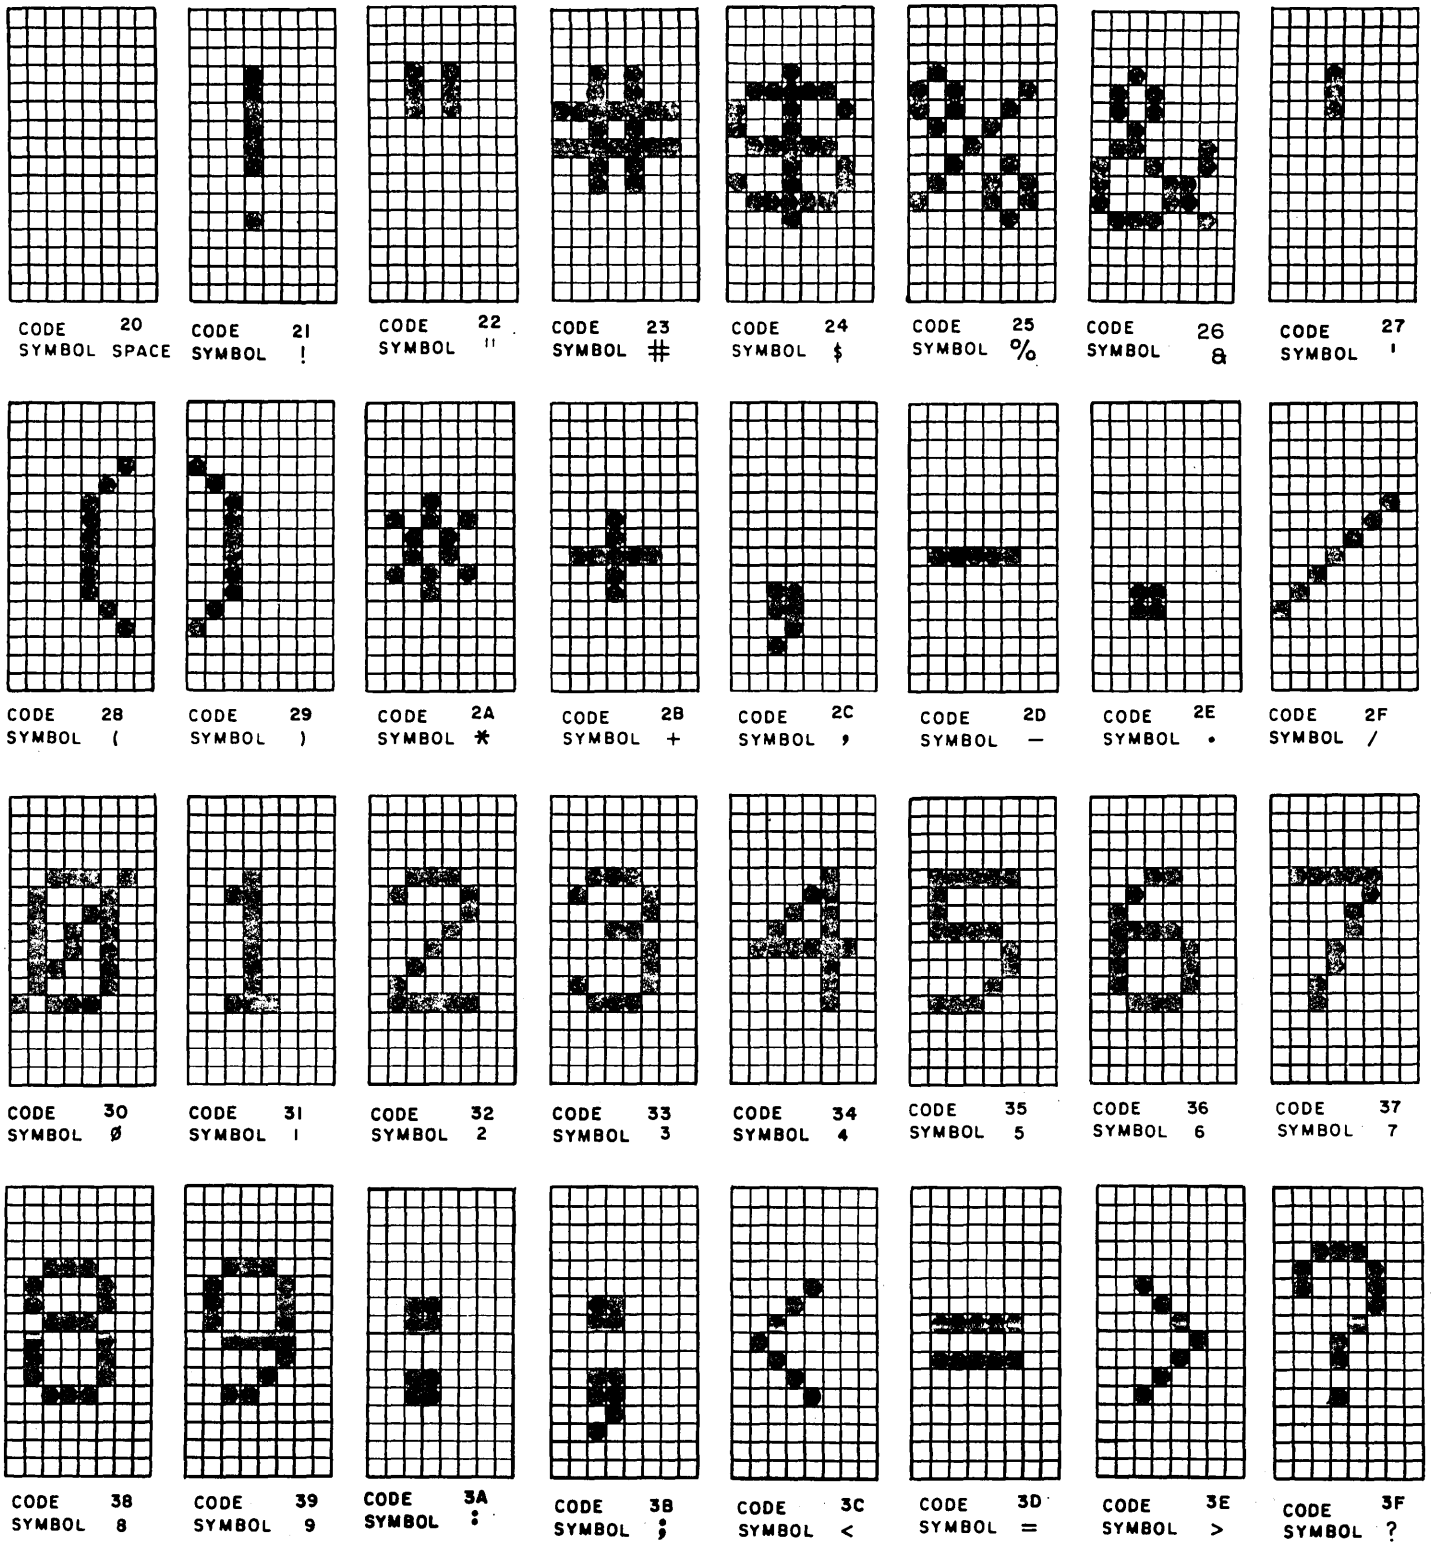 CODE 20 CODE 21 CODE 22 CODE 23 CODE 24 CODE 25 CODE 26 CODE 27
SYMBOL SPACE SYMBOL ! SYMBOL " SYMBOL # SYMBOL $ SYMBOL % SYMBOL & SYMBOL '
CODE 28 CODE 29 CODE 2A CODE 2B CODE 2C CODE 2D CODE 2E CODE 2F
SYMBOL ( SYMBOL ) SYMBOL * SYMBOL + SYMBOL , SYMBOL – SYMBOL . SYMBOL /
CODE 30 CODE 31 CODE 32 CODE 33 CODE 34 CODE 35 CODE 36 CODE 37
SYMBOL Ø SYMBOL 1 SYMBOL 2 SYMBOL 3 SYMBOL 4 SYMBOL 5 SYMBOL 6 SYMBOL 7
CODE 38 CODE 39 CODE 3A CODE 3B CODE 3C CODE 3D CODE 3E CODE 3F
SYMBOL 8 SYMBOL 9 SYMBOL : SYMBOL ; SYMBOL < SYMBOL = SYMBOL > SYMBOL ?